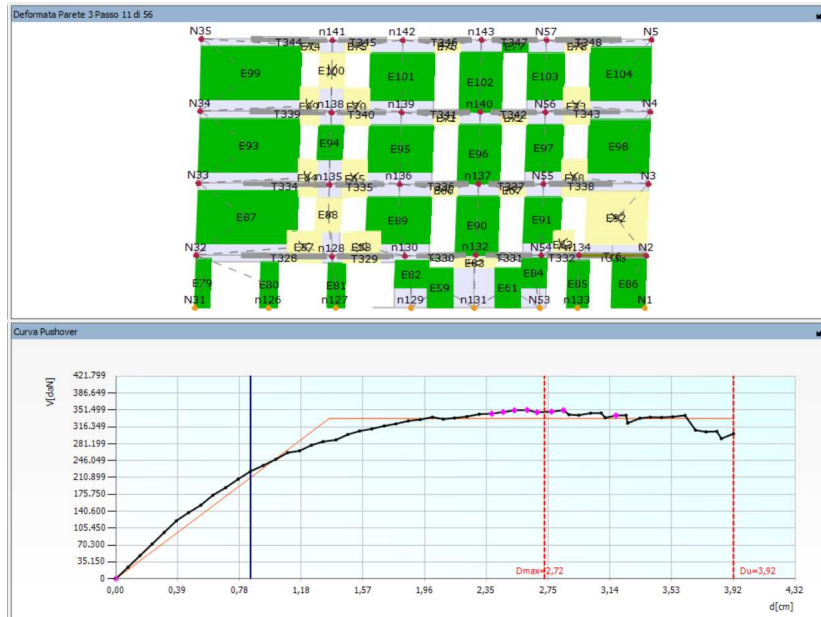 Deformata Parete 3 Passo 11 di 56
N35 n141 n142 n143 N57 N5
T344 T345 T346 T347 T348
E99 E100 E101 E102 E103 E104
N34 n138 n139 n140 N56 N4
T339 T340 T341 T342 T343
E93 E94 E95 E96 E97 E98
N33 n135 n136 n137 N55 N3
T334 T335 T336 T337 T338
E87 E88 E89 E90 E91 E92
N32 n128 n130 n132 N54 n134 N2
T328 T329 T330 T331 T332
E79 E80 E81 E82 E59 E83 E61 E84 E85 E86
N31 n126 n127 n129 n131 N53 n133 N1
Curva Pushover
V[daN]
421.799
386.649
351.499
316.349
281.199
246.049
210.899
175.750
140.600
105.450
70.300
35.150
0
Dmax=2,72 Du=3,92
0,00 0,39 0,78 1,18 1,57 1,96 2,35 2,75 3,14 3,53 3,92 4,32
d[cm]